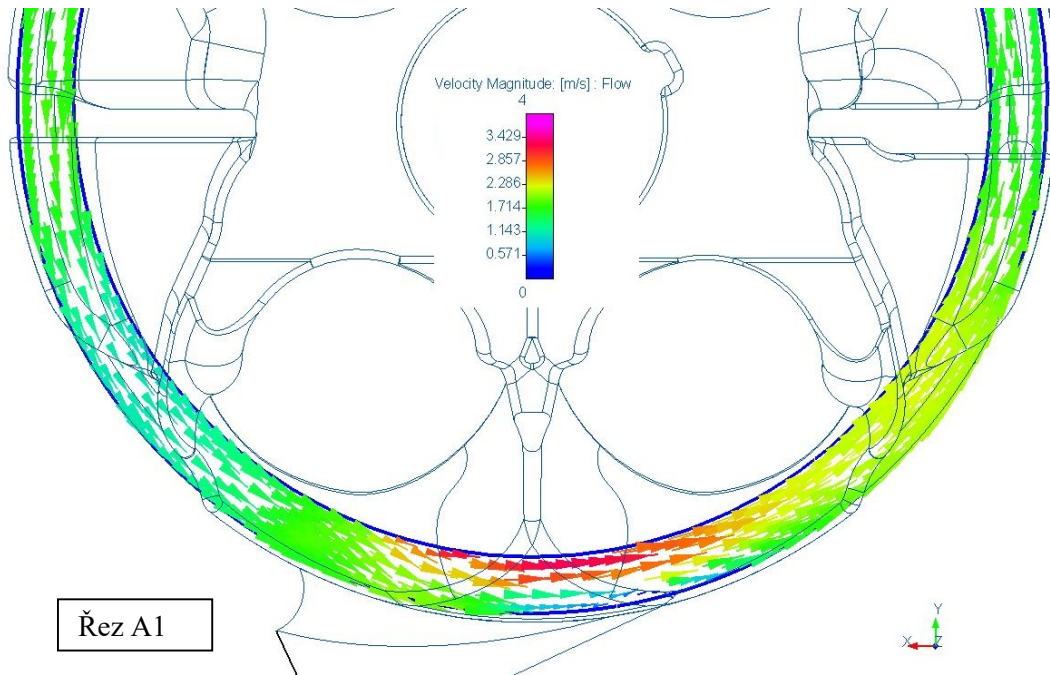 Velocity Magnitude: [m/s] : Flow
4
3.429
2.857
2.286
1.714
1.143
0.571
0
Řez A1
Y
X Z